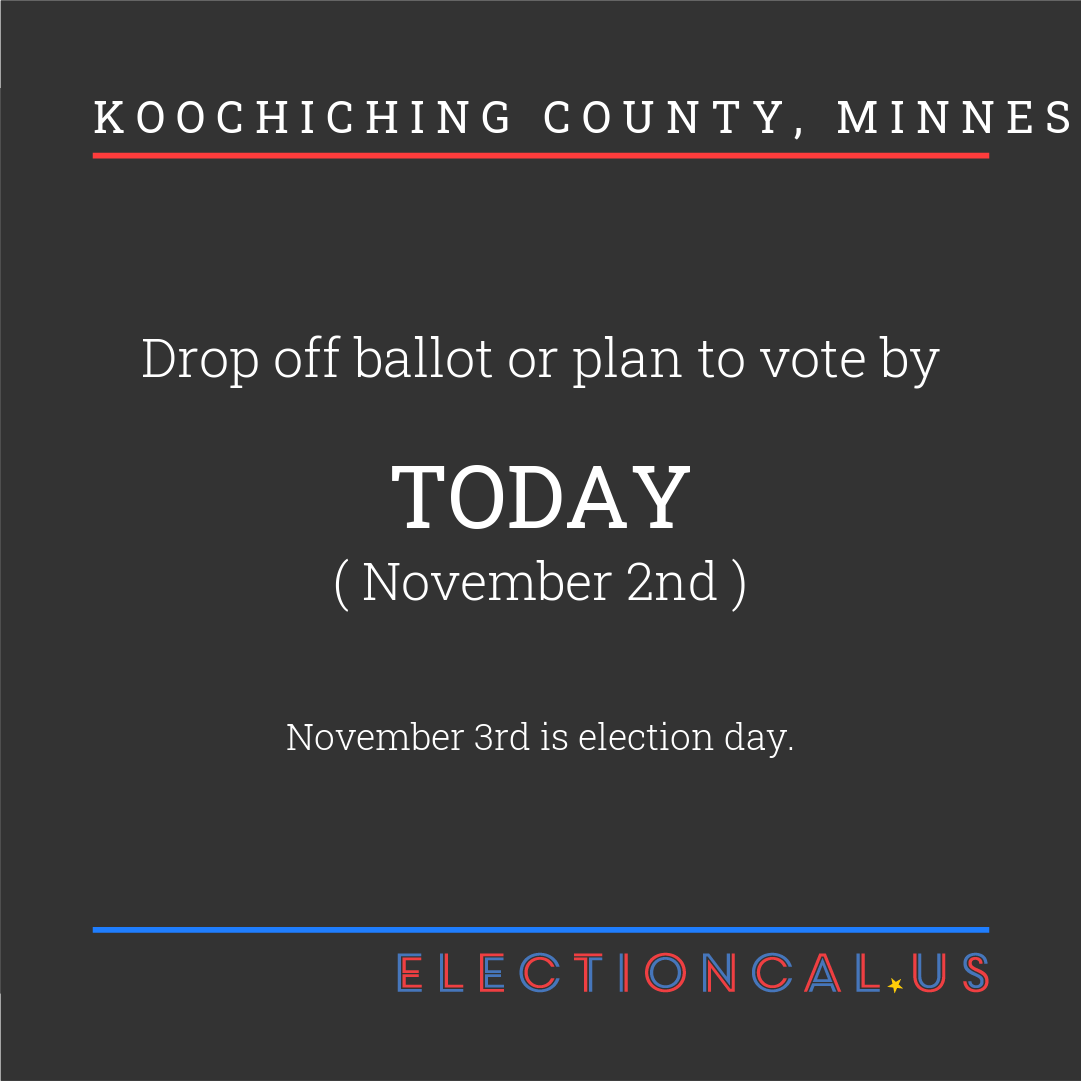 KOOCHICHING COUNTY, MINNES
Drop off ballot or plan to vote by
TODAY
( November 2nd )
November 3rd is election day.
ELECTIONCAL.US